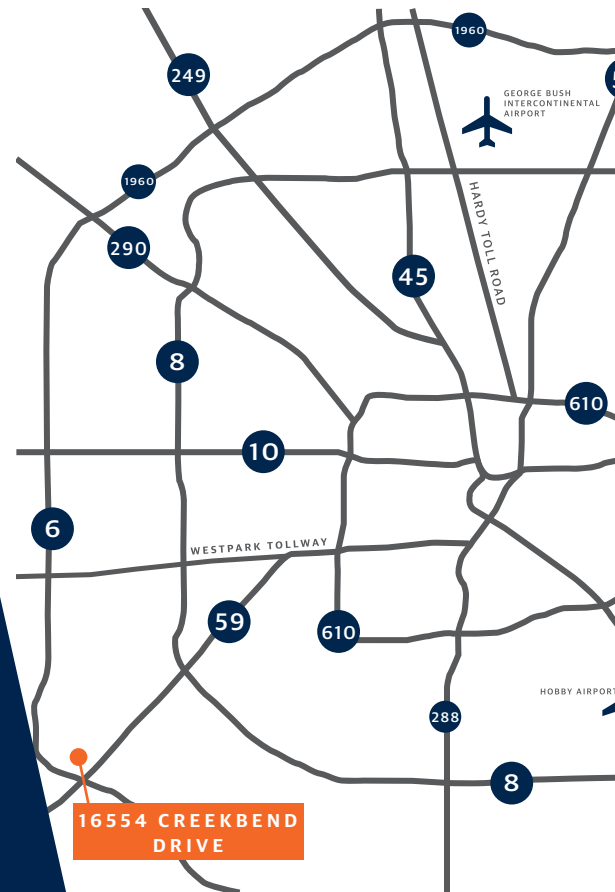 1960
249
GEORGE BUSH
INTERCONTINENTAL
AIRPORT
1960
HARDY TOLL ROAD
290
45
8
610
10
6
WESTPARK TOLLWAY
59
610
HOBBY AIRPORT
288
8
16554 CREEKBEND
DRIVE